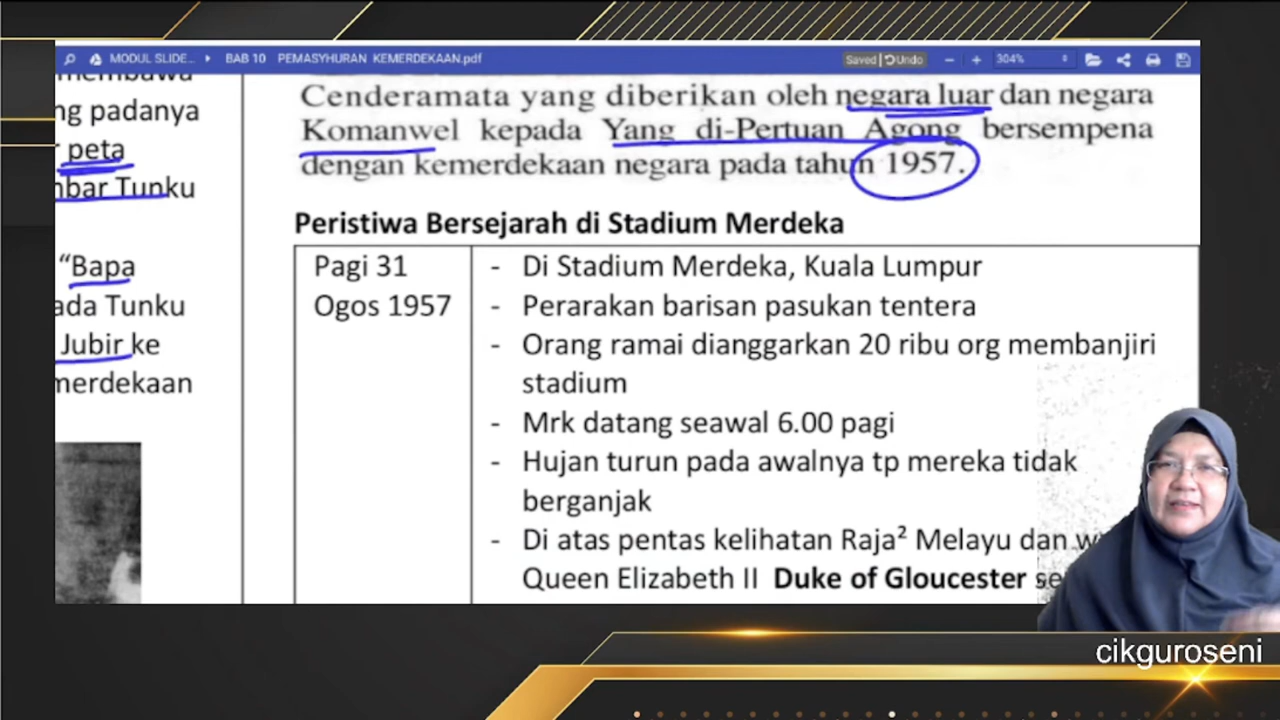 MODUL SLIDE... ▸ BAB 10 PEMASYHURAN KEMERDEKAAN.pdf
Saved Undo
304%
membawa
ng padanya
peta
bar Tunku
“Bapa
ada Tunku
Jubir ke
merdekaan
Cenderamata yang diberikan oleh negara luar dan negara
Komanwel kepada Yang di-Pertuan Agong bersempena
dengan kemerdekaan negara pada tahun 1957.
Peristiwa Bersejarah di Stadium Merdeka
Pagi 31
Ogos 1957
- Di Stadium Merdeka, Kuala Lumpur
- Perarakan barisan pasukan tentera
- Orang ramai dianggarkan 20 ribu org membanjiri
stadium
- Mrk datang seawal 6.00 pagi
- Hujan turun pada awalnya tp mereka tidak
berganjak
- Di atas pentas kelihatan Raja² Melayu dan
Queen Elizabeth II Duke of Gloucester
cikguroseni